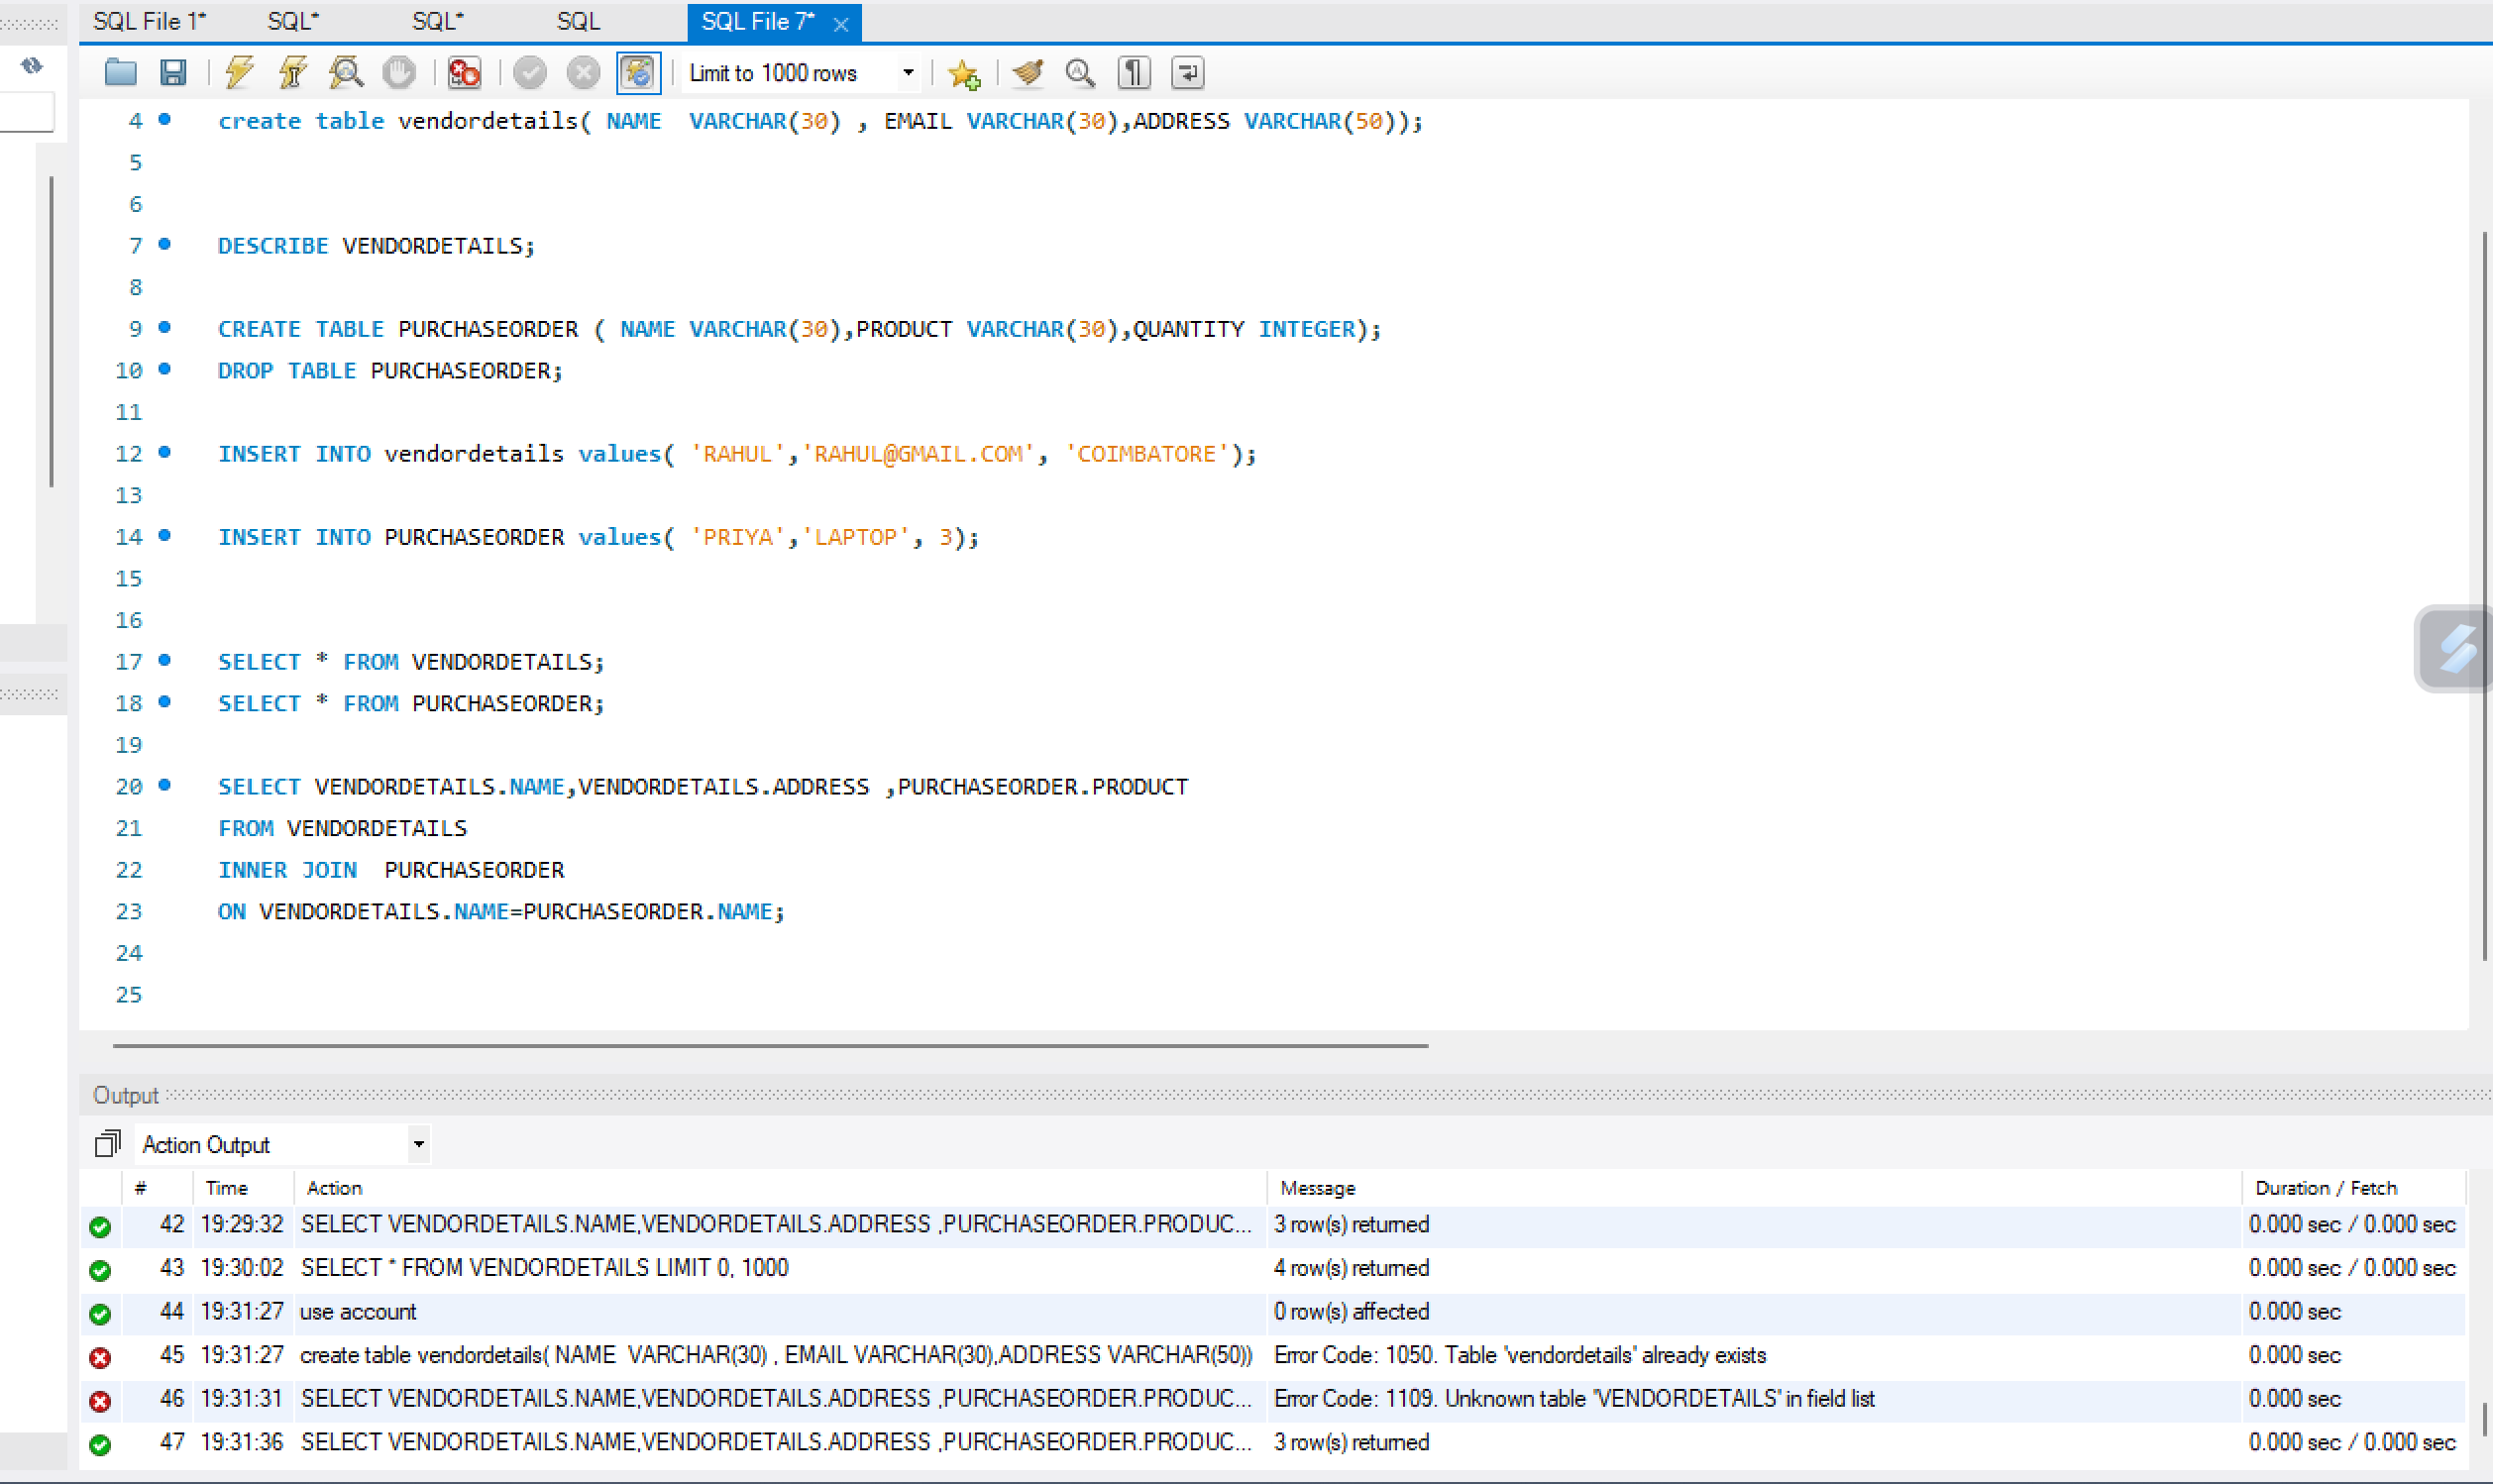 SQL File 1* SQL* SQL* SQL SQL File 7*
Limit to 1000 rows
4 create table vendordetails( NAME  VARCHAR(30) , EMAIL VARCHAR(30),ADDRESS VARCHAR(50));
5
6
7 DESCRIBE VENDORDETAILS;
8
9 CREATE TABLE PURCHASEORDER ( NAME VARCHAR(30),PRODUCT VARCHAR(30),QUANTITY INTEGER);
10 DROP TABLE PURCHASEORDER;
11
12 INSERT INTO vendordetails values( 'RAHUL','RAHUL@GMAIL.COM', 'COIMBATORE');
13
14 INSERT INTO PURCHASEORDER values( 'PRIYA','LAPTOP', 3);
15
16
17 SELECT * FROM VENDORDETAILS;
18 SELECT * FROM PURCHASEORDER;
19
20 SELECT VENDORDETAILS.NAME,VENDORDETAILS.ADDRESS ,PURCHASEORDER.PRODUCT
21 FROM VENDORDETAILS
22 INNER JOIN  PURCHASEORDER
23 ON VENDORDETAILS.NAME=PURCHASEORDER.NAME;
24
25
Output
Action Output
# Time Action Message Duration / Fetch
42 19:29:32 SELECT VENDORDETAILS.NAME,VENDORDETAILS.ADDRESS ,PURCHASEORDER.PRODUC... 3 row(s) returned 0.000 sec / 0.000 sec
43 19:30:02 SELECT * FROM VENDORDETAILS LIMIT 0, 1000 4 row(s) returned 0.000 sec / 0.000 sec
44 19:31:27 use account 0 row(s) affected 0.000 sec
45 19:31:27 create table vendordetails( NAME  VARCHAR(30) , EMAIL VARCHAR(30),ADDRESS VARCHAR(50)) Error Code: 1050. Table 'vendordetails' already exists 0.000 sec
46 19:31:31 SELECT VENDORDETAILS.NAME,VENDORDETAILS.ADDRESS ,PURCHASEORDER.PRODUC... Error Code: 1109. Unknown table 'VENDORDETAILS' in field list 0.000 sec
47 19:31:36 SELECT VENDORDETAILS.NAME,VENDORDETAILS.ADDRESS ,PURCHASEORDER.PRODUC... 3 row(s) returned 0.000 sec / 0.000 sec